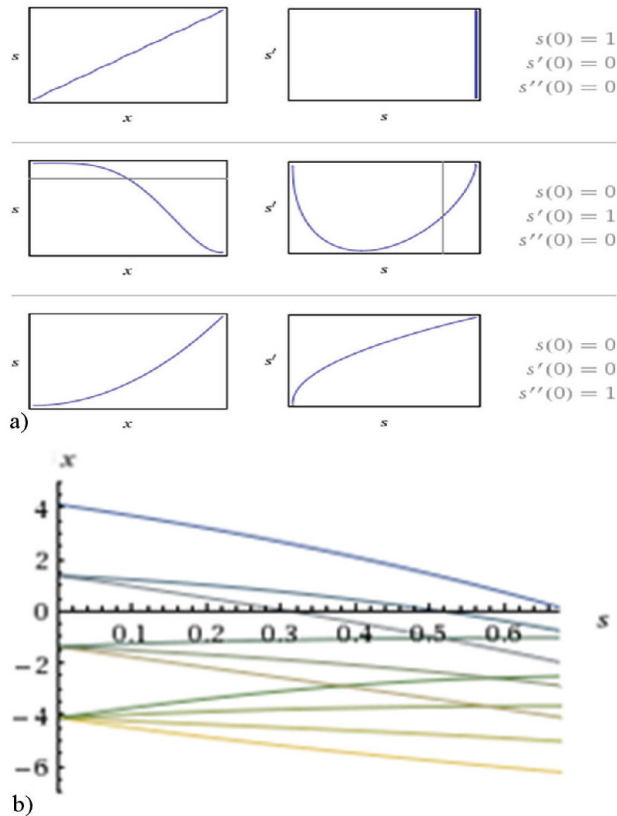 s
x
s′
s
s(0) = 1
s′(0) = 0
s′′(0) = 0
s
x
s′
s
s(0) = 0
s′(0) = 1
s′′(0) = 0
s
x
s′
s
s(0) = 0
s′(0) = 0
s′′(0) = 1
a)
x
4
2
0
0.1 0.2 0.3 0.4 0.5 0.6 s
−2
−4
−6
b)